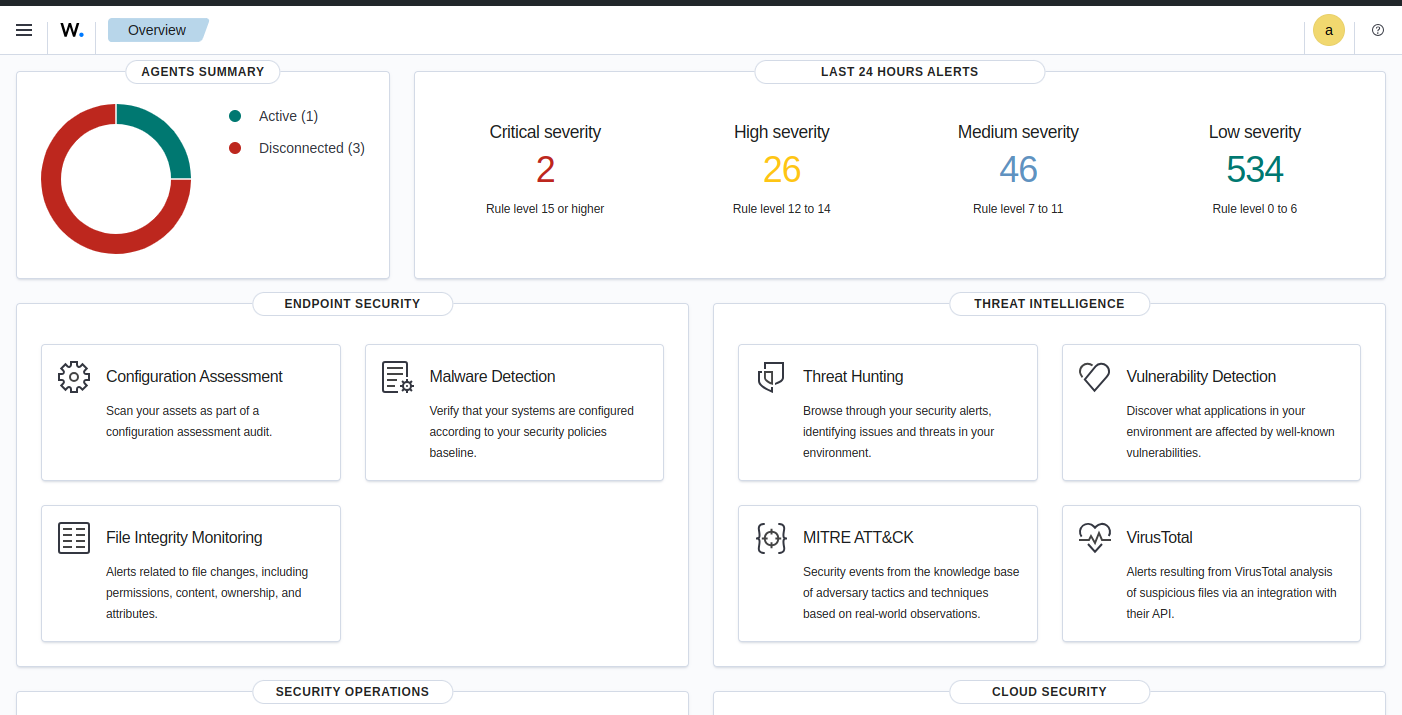 W.
Overview
a
AGENTS SUMMARY
Active (1)
Disconnected (3)
LAST 24 HOURS ALERTS
Critical severity
2
Rule level 15 or higher
High severity
26
Rule level 12 to 14
Medium severity
46
Rule level 7 to 11
Low severity
534
Rule level 0 to 6
ENDPOINT SECURITY
Configuration Assessment
Scan your assets as part of a
configuration assessment audit.
Malware Detection
Verify that your systems are configured
according to your security policies
baseline.
File Integrity Monitoring
Alerts related to file changes, including
permissions, content, ownership, and
attributes.
THREAT INTELLIGENCE
Threat Hunting
Browse through your security alerts,
identifying issues and threats in your
environment.
Vulnerability Detection
Discover what applications in your
environment are affected by well-known
vulnerabilities.
MITRE ATT&CK
Security events from the knowledge base
of adversary tactics and techniques
based on real-world observations.
VirusTotal
Alerts resulting from VirusTotal analysis
of suspicious files via an integration with
their API.
SECURITY OPERATIONS
CLOUD SECURITY